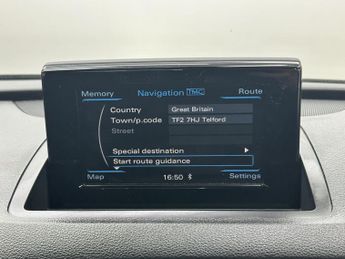 Memory Navigation TMC Route
Country Great Britain
Town/p.code TF2 7HJ Telford
Street
Special destination
Start route guidance
Map 16:50 Settings